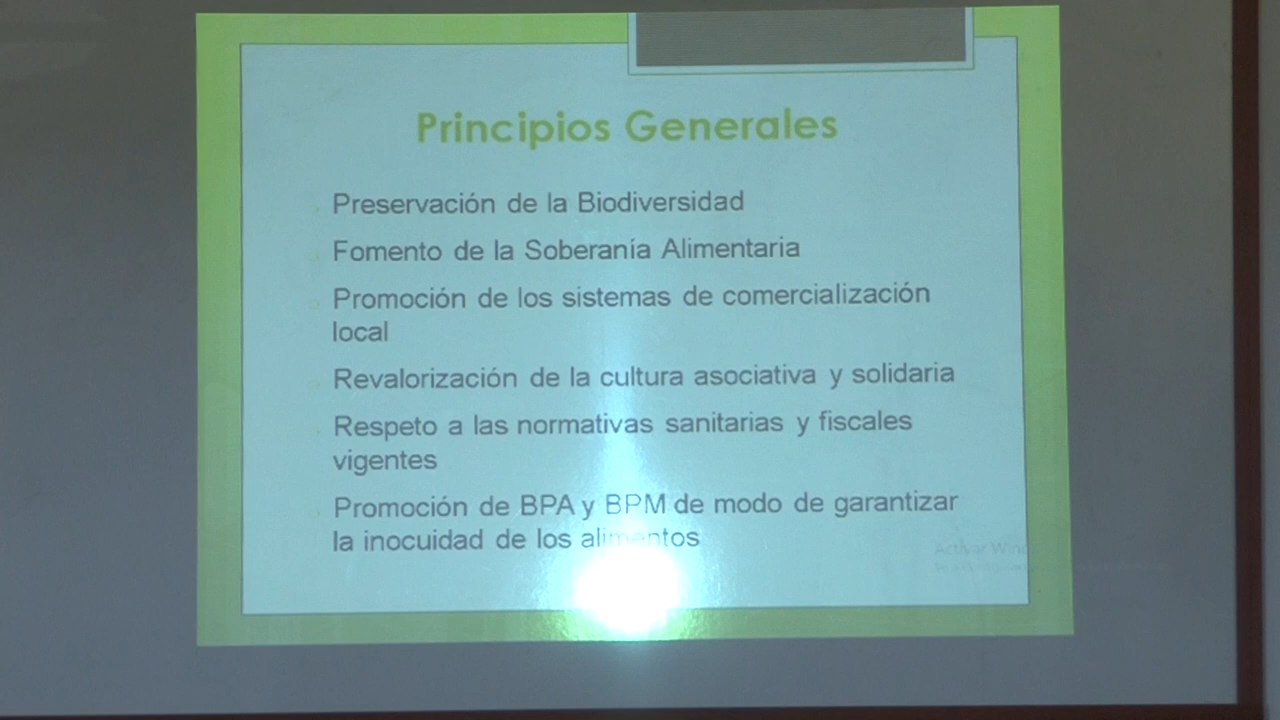 Principios Generales
Preservación de la Biodiversidad
Fomento de la Soberanía Alimentaria
Promoción de los sistemas de comercialización
local
Revalorización de la cultura asociativa y solidaria
Respeto a las normativas sanitarias y fiscales
vigentes
Promoción de BPA y BPM de modo de garantizar
la inocuidad de los alimentos
Activar